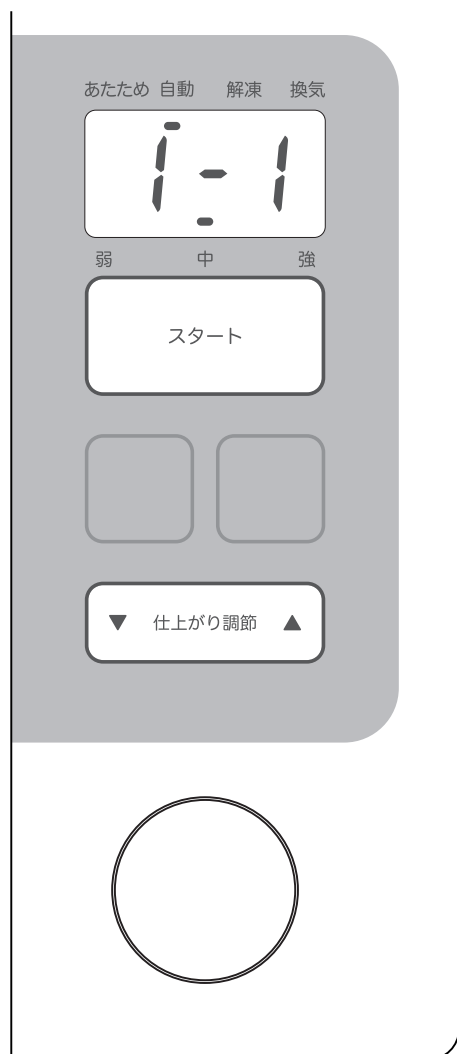 あたため 自動 解凍 換気
1-1
弱 中 強
スタート
▼ 仕上がり調節 ▲